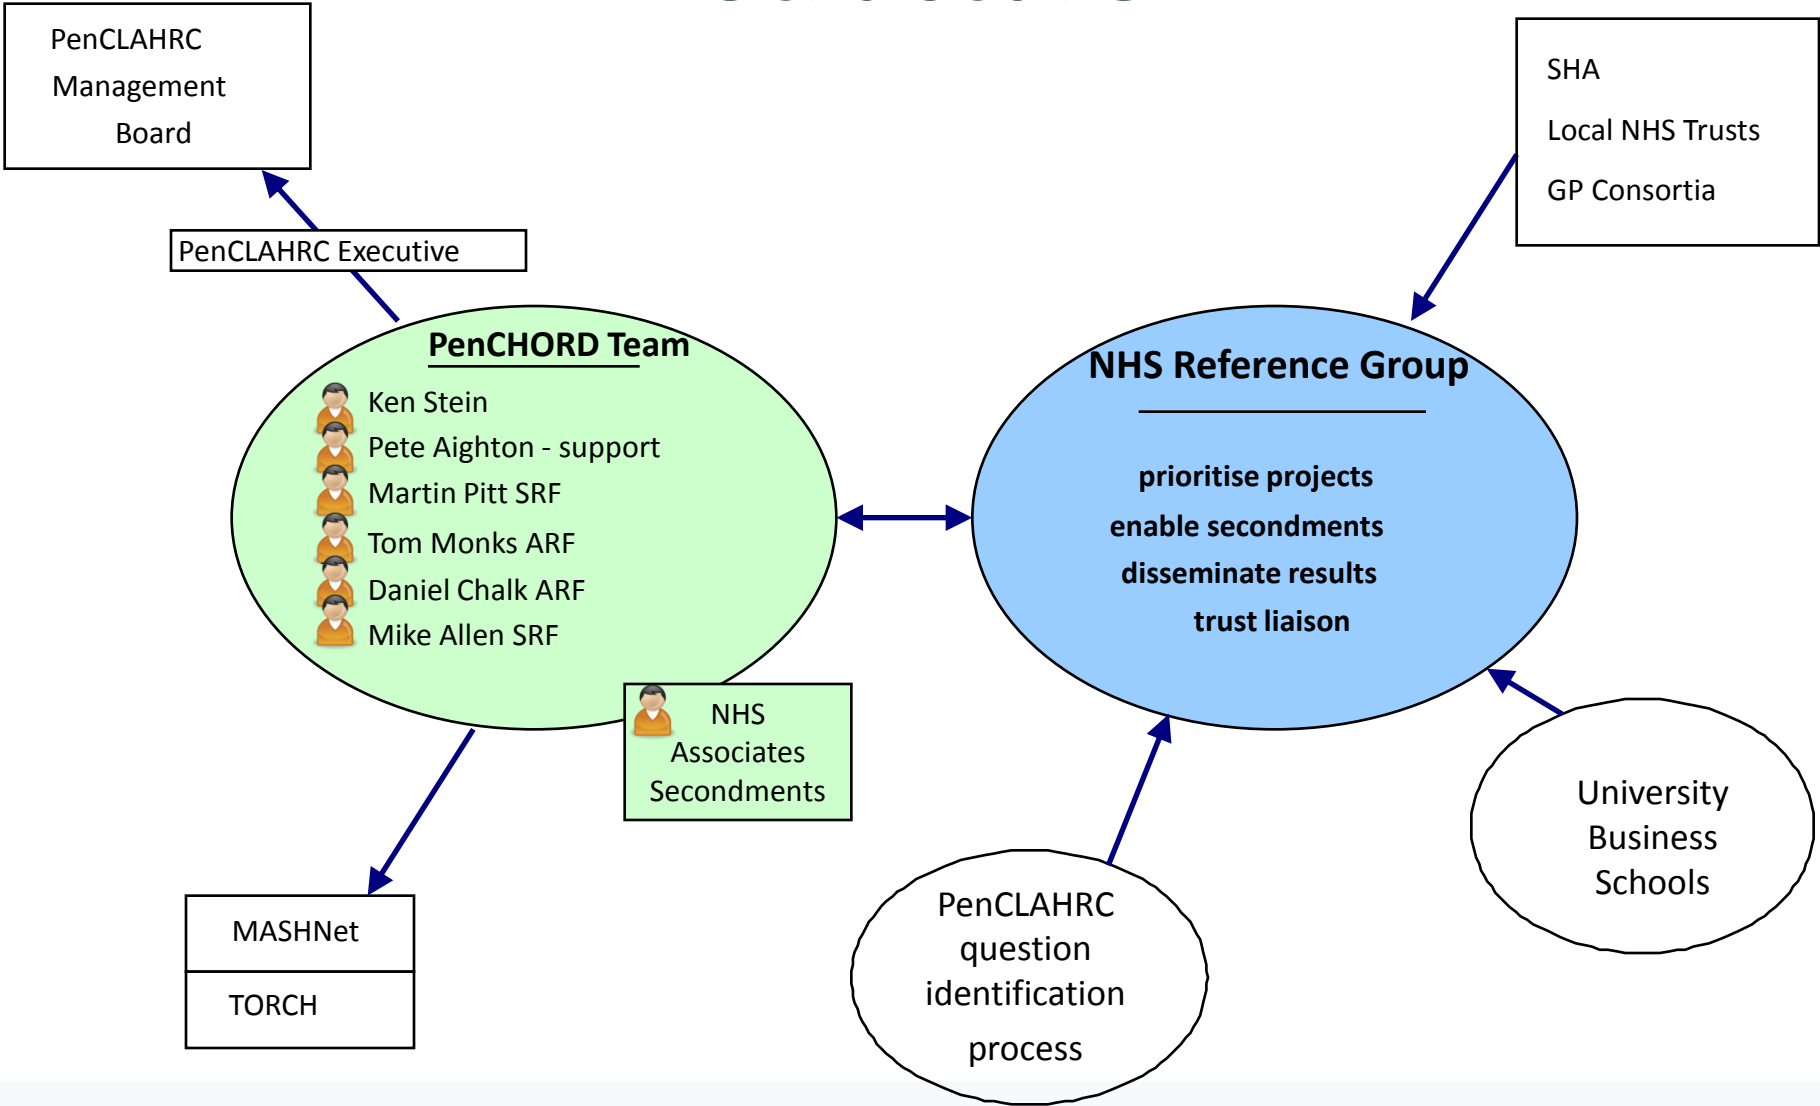 PenCLAHRC
Management
Board
SHA
Local NHS Trusts
GP Consortia
PenCLAHRC Executive
PenCHORD Team
Ken Stein
Pete Aighton - support
Martin Pitt SRF
Tom Monks ARF
Daniel Chalk ARF
Mike Allen SRF
NHS
Associates
Secondments
NHS Reference Group
prioritise projects
enable secondments
disseminate results
trust liaison
MASHNet
TORCH
PenCLAHRC
question
identification
process
University
Business
Schools